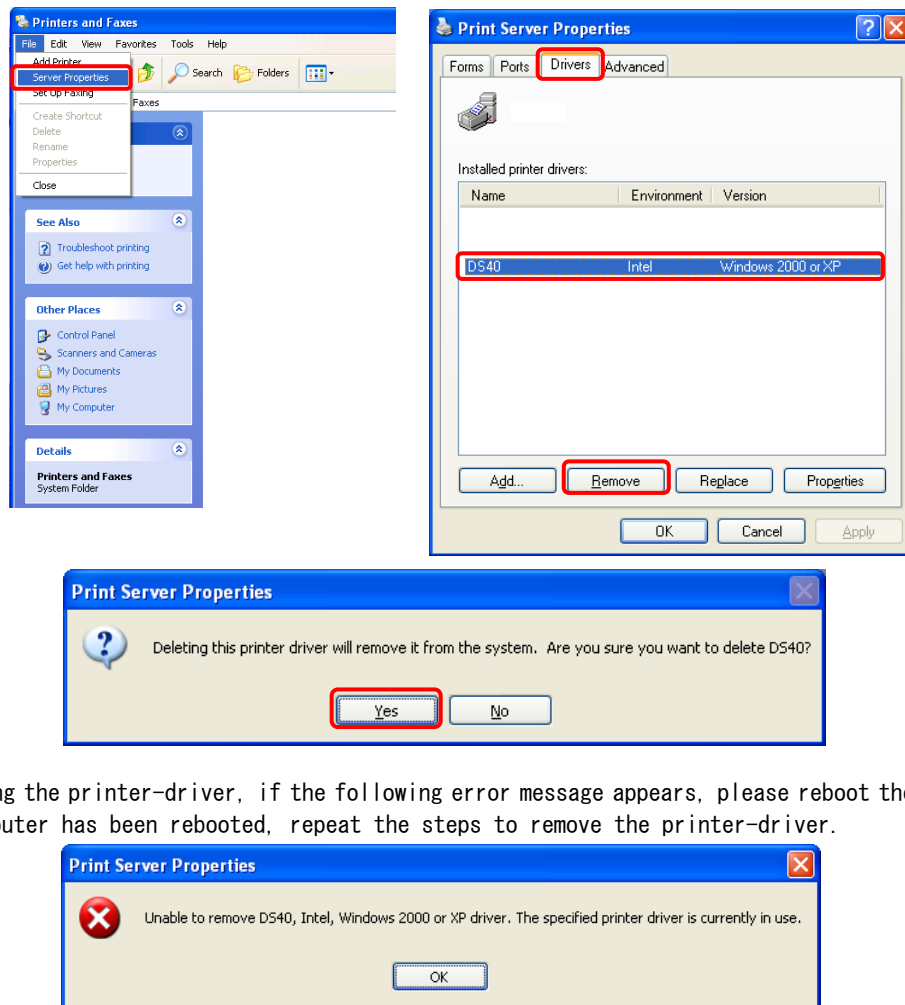 Printers and Faxes
File Edit View Favorites Tools Help
Add Printer
Server Properties
Set Up Faxing
Create Shortcut
Delete
Rename
Properties
Close
Search Folders
Faxes
See Also
Troubleshoot printing
Get help with printing
Other Places
Control Panel
Scanners and Cameras
My Documents
My Pictures
My Computer
Details
Printers and Faxes
System Folder
Print Server Properties
Forms Ports Drivers Advanced
Installed printer drivers:
Name Environment Version
DS40 Intel Windows 2000 or XP
Add... Remove Replace Properties
OK Cancel Apply
Print Server Properties
Deleting this printer driver will remove it from the system. Are you sure you want to delete DS40?
Yes No
ng the printer-driver, if the following error message appears, please reboot the
puter has been rebooted, repeat the steps to remove the printer-driver.
Print Server Properties
Unable to remove DS40, Intel, Windows 2000 or XP driver. The specified printer driver is currently in use.
OK